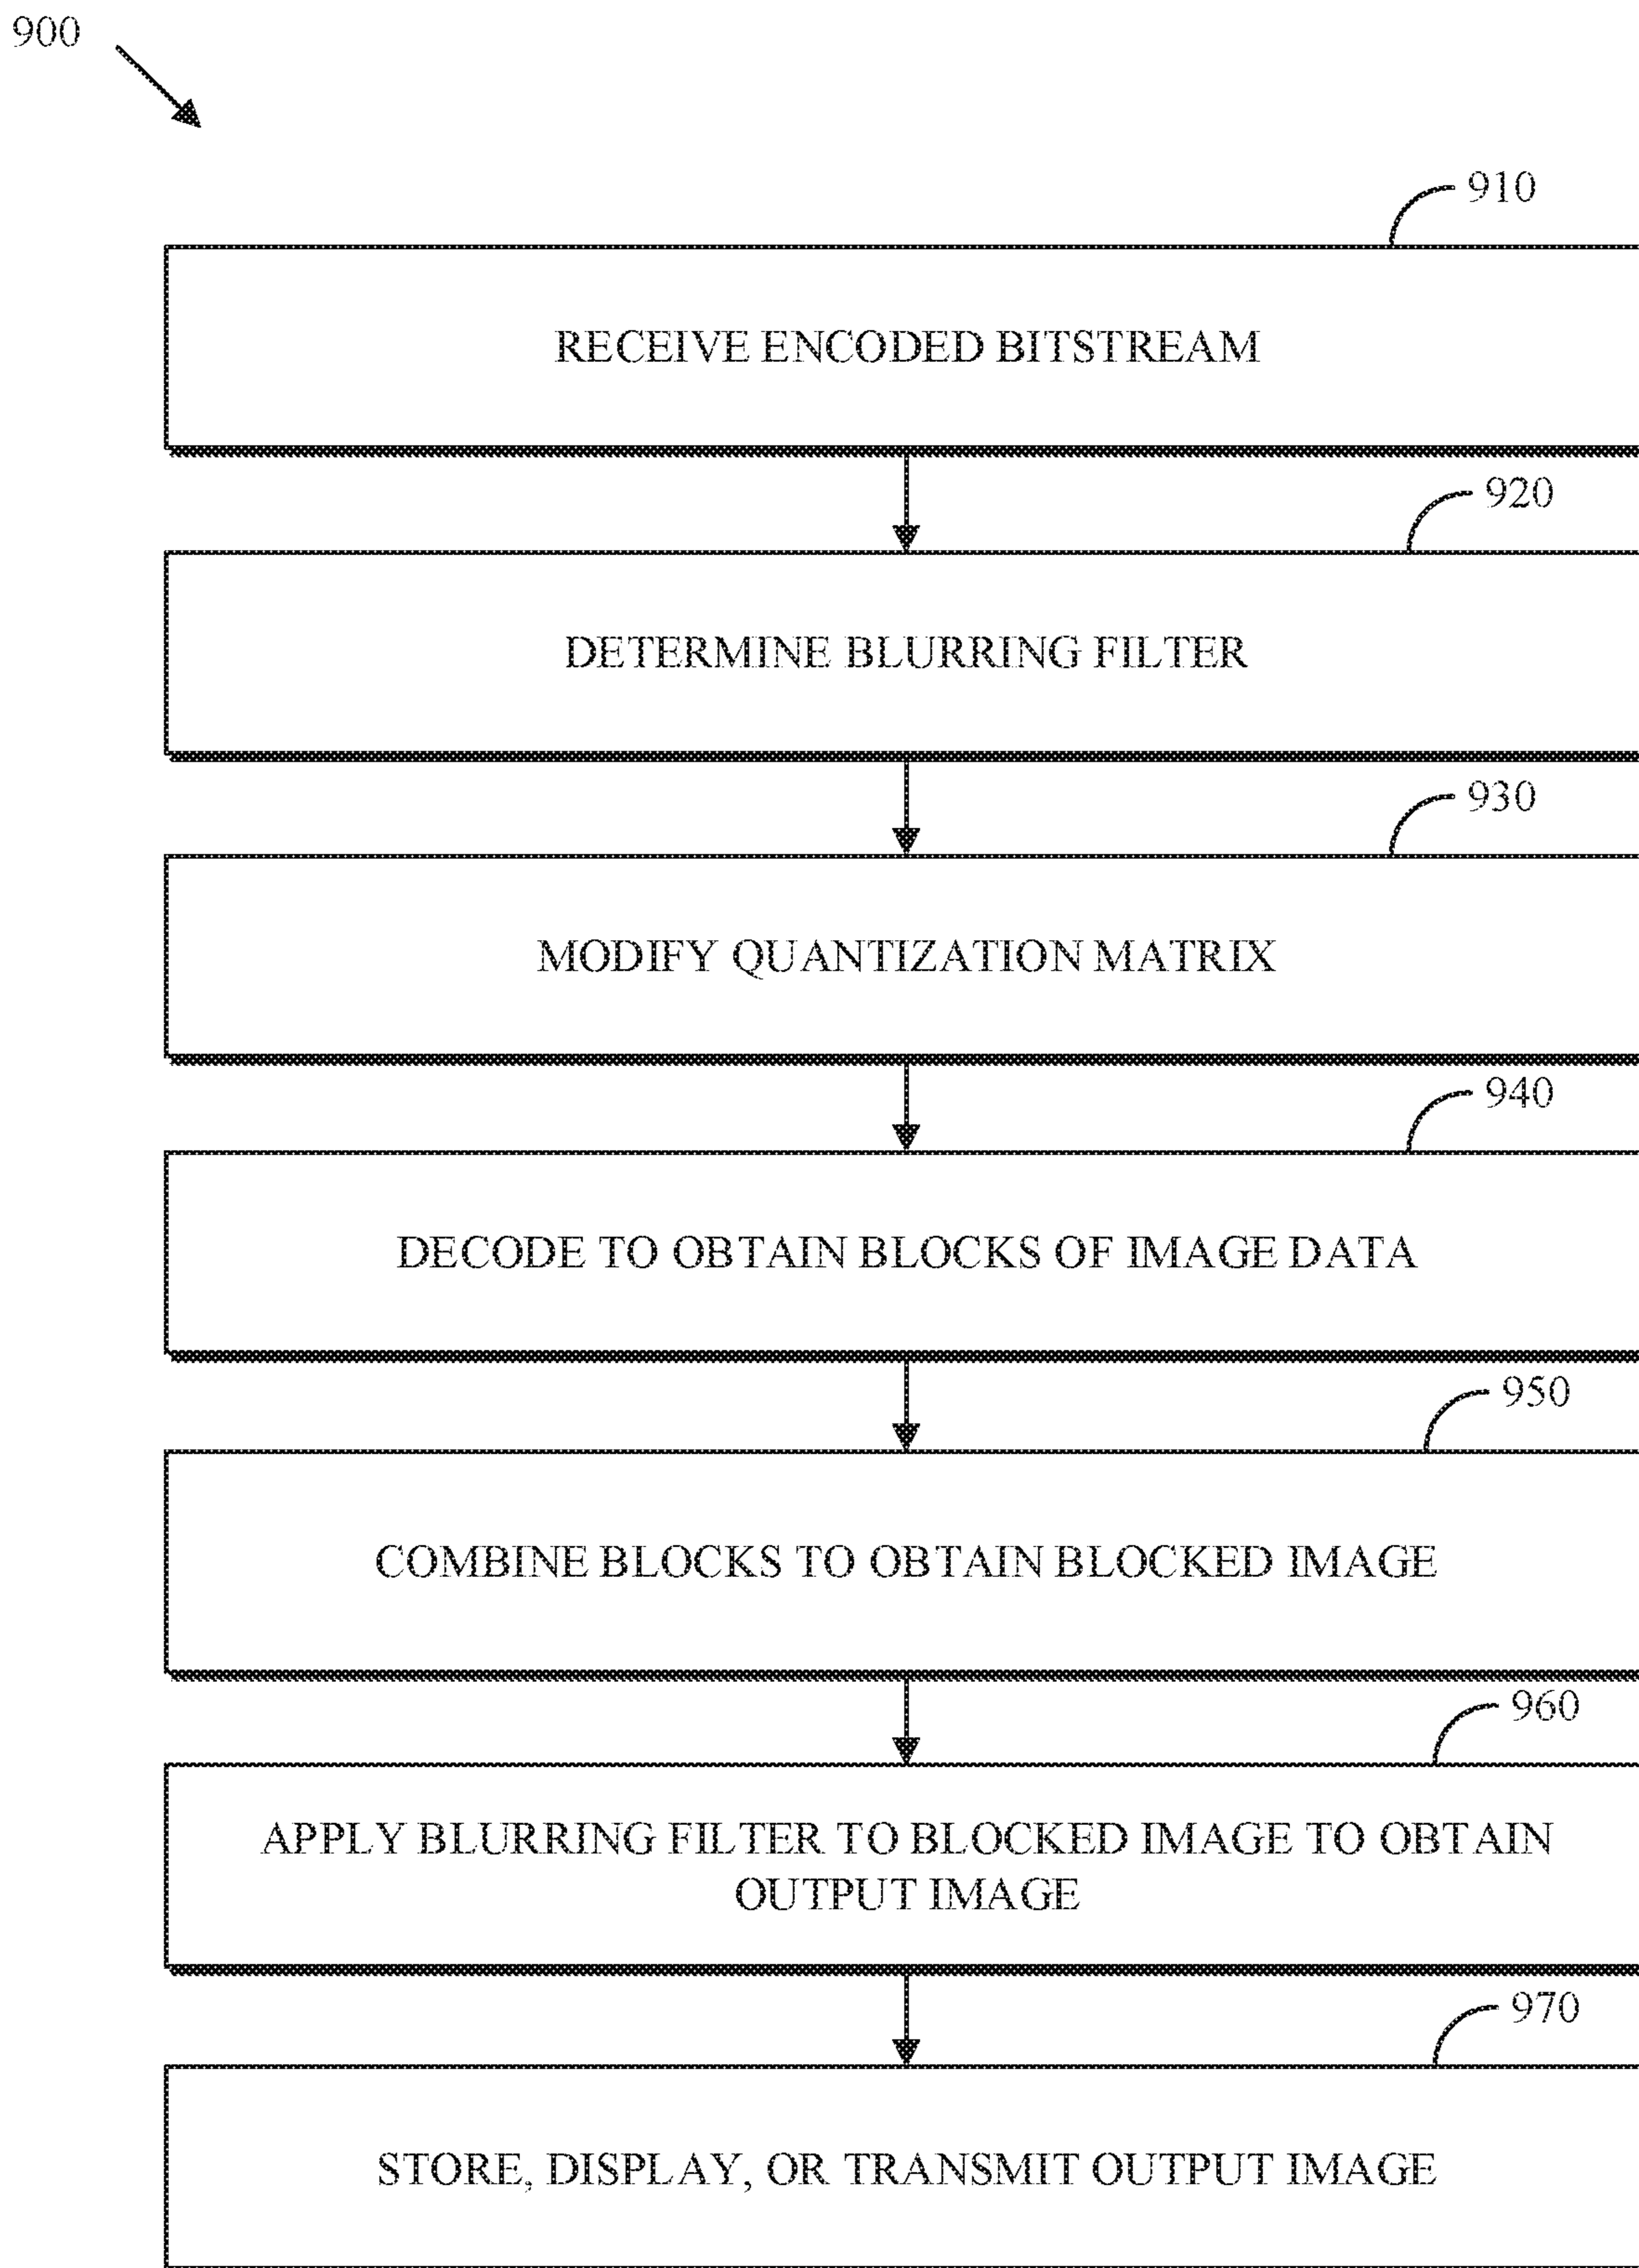 900
910
RECEIVE ENCODED BITSTREAM
920
DETERMINE BLURRING FILTER
930
MODIFY QUANTIZATION MATRIX
940
DECODE TO OBTAIN BLOCKS OF IMAGE DATA
950
COMBINE BLOCKS TO OBTAIN BLOCKED IMAGE
960
APPLY BLURRING FILTER TO BLOCKED IMAGE TO OBTAIN
OUTPUT IMAGE
970
STORE, DISPLAY, OR TRANSMIT OUTPUT IMAGE